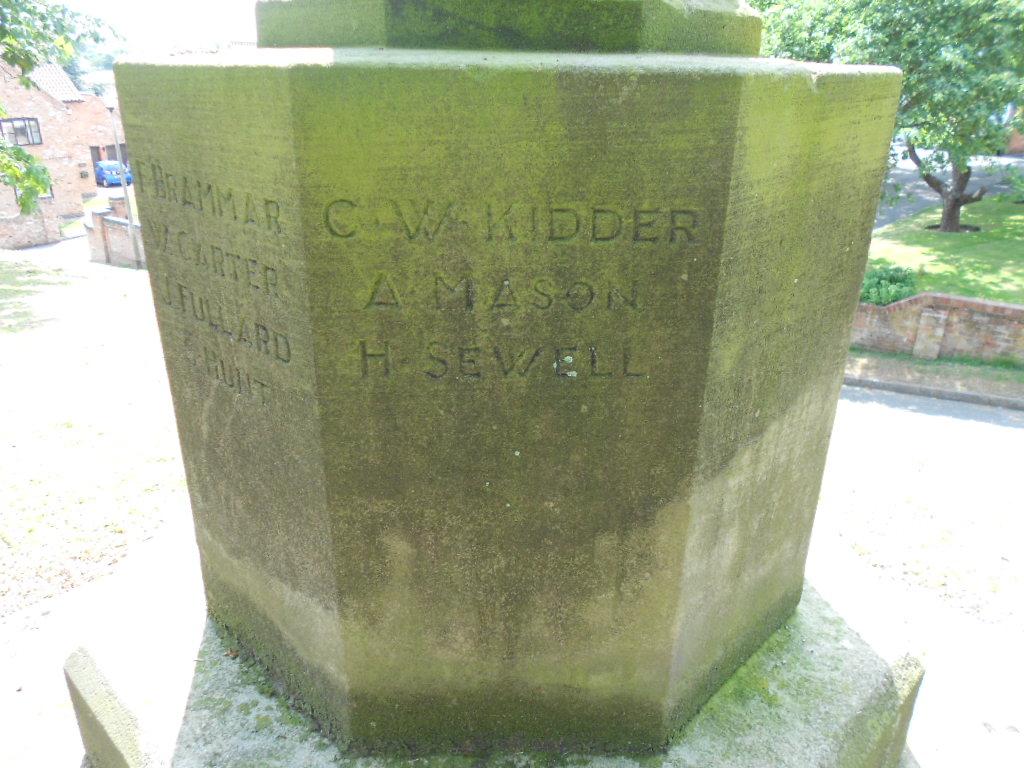 F. BRAMMAR
W. CARTER
J. FULLARD
HUNT
C · W · KIDDER
A · MASON
H · SEWELL